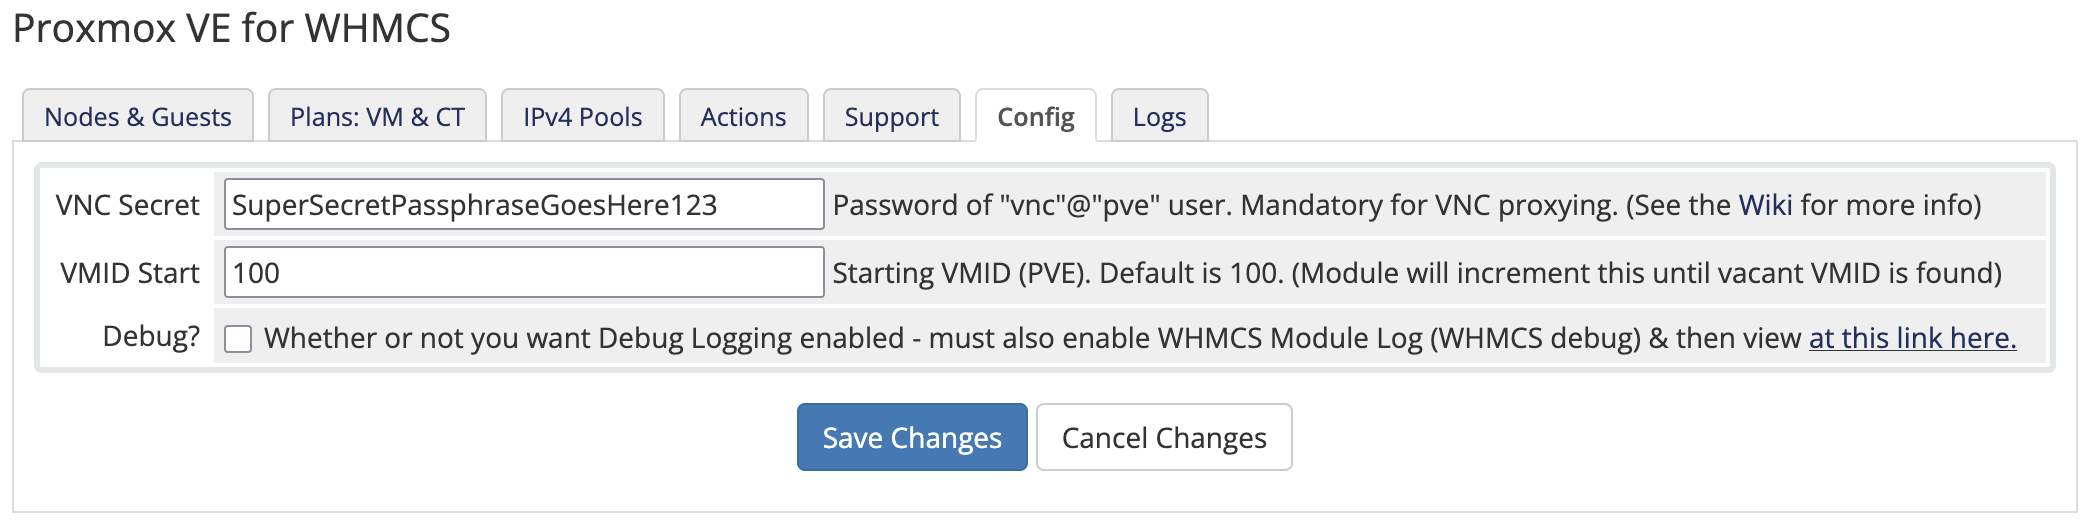 Proxmox VE for WHMCS
Nodes & Guests Plans: VM & CT IPv4 Pools Actions Support Config Logs
VNC Secret SuperSecretPassphraseGoesHere123 Password of "vnc"@"pve" user. Mandatory for VNC proxying. (See the Wiki for more info)
VMID Start 100 Starting VMID (PVE). Default is 100. (Module will increment this until vacant VMID is found)
Debug? Whether or not you want Debug Logging enabled - must also enable WHMCS Module Log (WHMCS debug) & then view at this link here.
Save Changes Cancel Changes